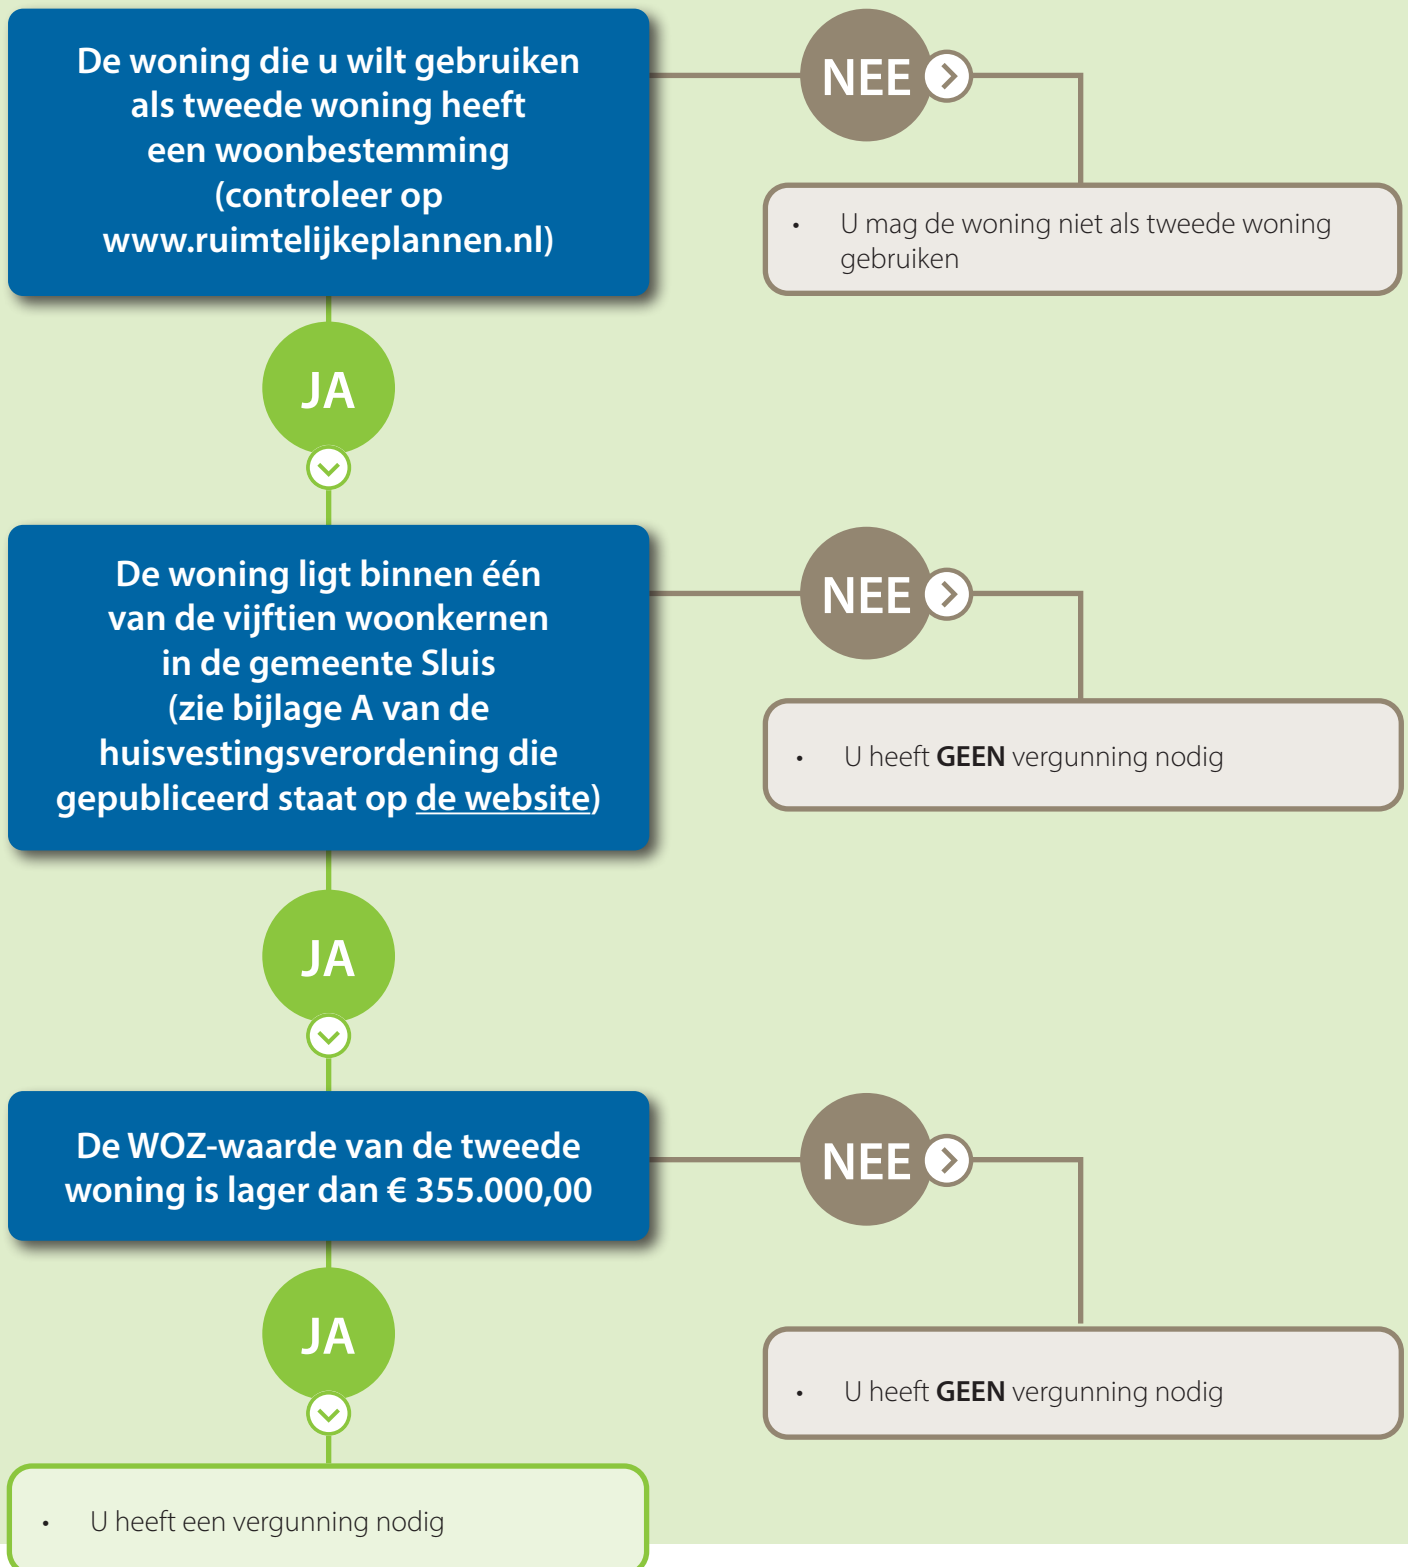 De woning die u wilt gebruiken
als tweede woning heeft
een woonbestemming
(controleer op
www.ruimtelijkeplannen.nl)
NEE
• U mag de woning niet als tweede woning
gebruiken
JA
De woning ligt binnen één
van de vijftien woonkernen
in de gemeente Sluis
(zie bijlage A van de
huisvestingsverordening die
gepubliceerd staat op de website)
NEE
• U heeft GEEN vergunning nodig
JA
De WOZ-waarde van de tweede
woning is lager dan € 355.000,00
NEE
• U heeft GEEN vergunning nodig
JA
• U heeft een vergunning nodig